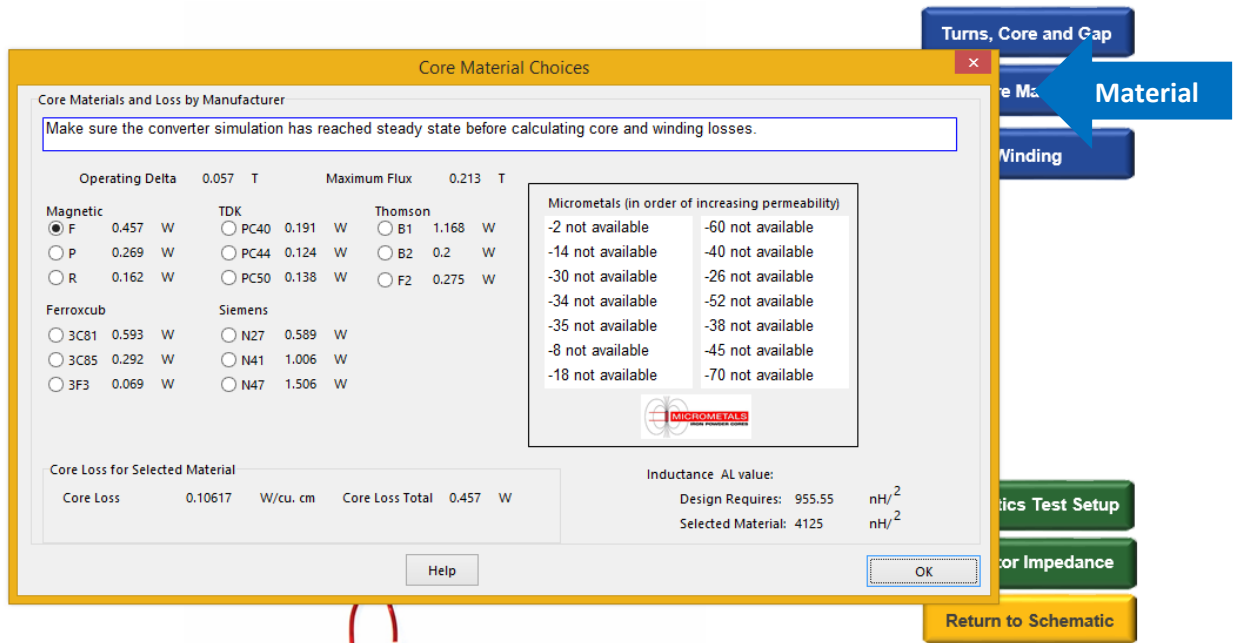 Turns, Core and Gap
Core Material Choices
×
re Ma
Material
Winding
Core Materials and Loss by Manufacturer
Make sure the converter simulation has reached steady state before calculating core and winding losses.
Operating Delta 0.057 T Maximum Flux 0.213 T
Magnetic TDK Thomson
F 0.457 W PC40 0.191 W B1 1.168 W
P 0.269 W PC44 0.124 W B2 0.2 W
R 0.162 W PC50 0.138 W F2 0.275 W
Ferroxcub Siemens
3C81 0.593 W N27 0.589 W
3C85 0.292 W N41 1.006 W
3F3 0.069 W N47 1.506 W
Micrometals (in order of increasing permeability)
-2 not available -60 not available
-14 not available -40 not available
-30 not available -26 not available
-34 not available -52 not available
-35 not available -38 not available
-8 not available -45 not available
-18 not available -70 not available
MICROMETALS
IRON POWDER CORES
Core Loss for Selected Material
Core Loss 0.10617 W/cu. cm Core Loss Total 0.457 W
Inductance AL value:
Design Requires: 955.55 nH/2
Selected Material: 4125 nH/2
Help
OK
tics Test Setup
tor Impedance
Return to Schematic